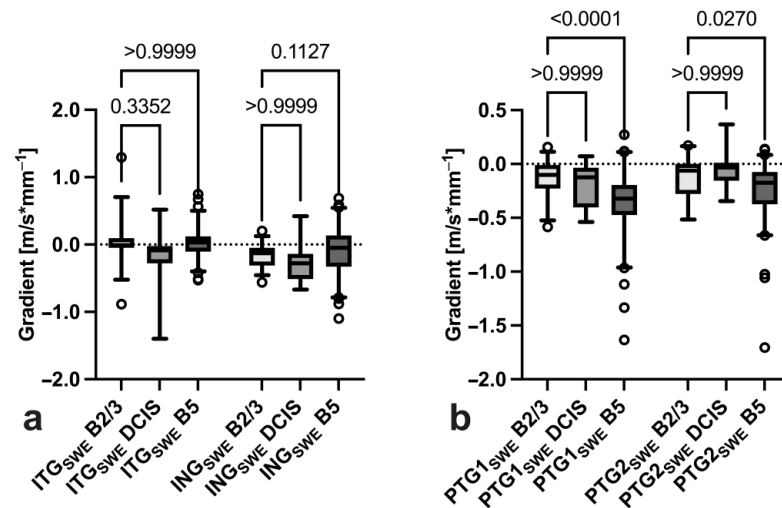 >0.9999
0.1127
0.3352
>0.9999
2.0
1.0
0.0
−1.0
−2.0
Gradient [m/s*mm−1]
ITGSWE B2/3
ITGSWE DCIS
ITGSWE B5
INGSWE B2/3
INGSWE DCIS
INGSWE B5
a
<0.0001
0.0270
>0.9999
>0.9999
0.5
0.0
−0.5
−1.0
−1.5
−2.0
Gradient [m/s*mm−1]
PTG1SWE B2/3
PTG1SWE DCIS
PTG1SWE B5
PTG2SWE B2/3
PTG2SWE DCIS
PTG2SWE B5
b